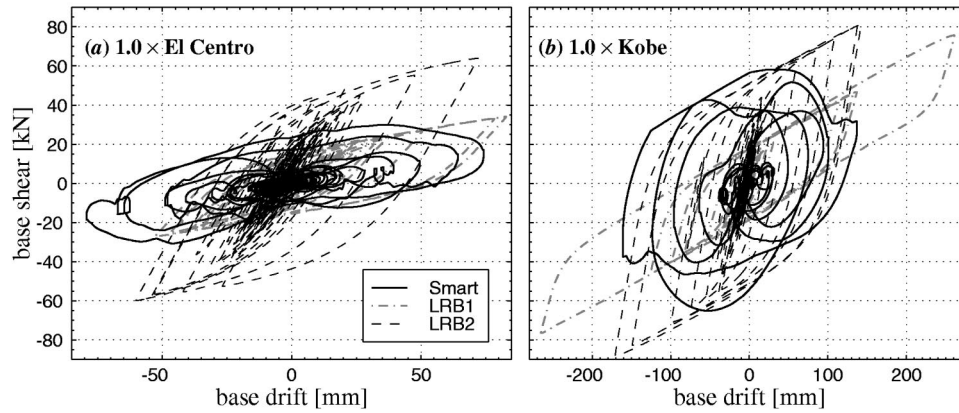 (a) 1.0 × El Centro
(b) 1.0 × Kobe
base shear [kN]
80
60
40
20
0
-20
-40
-60
-80
Smart
LRB1
LRB2
-50
0
50
-200
-100
0
100
200
base drift [mm]
base drift [mm]